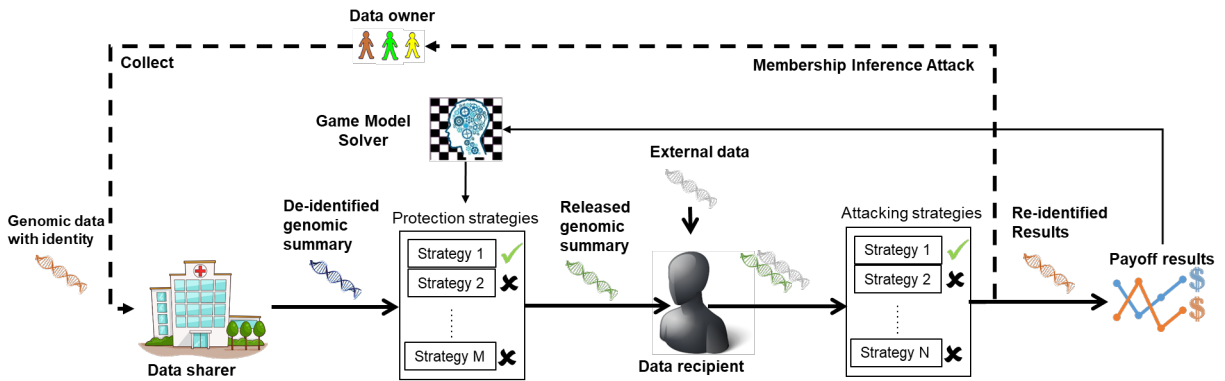 Data owner
Collect
Membership Inference Attack
Game Model
Solver
External data
Genomic data
with identity
De-identified
genomic
summary
Protection strategies
Strategy 1
Strategy 2
Strategy M
Released
genomic
summary
Attacking strategies
Strategy 1
Strategy 2
Strategy N
Re-identified
Results
Payoff results
$
$
Data sharer
Data recipient